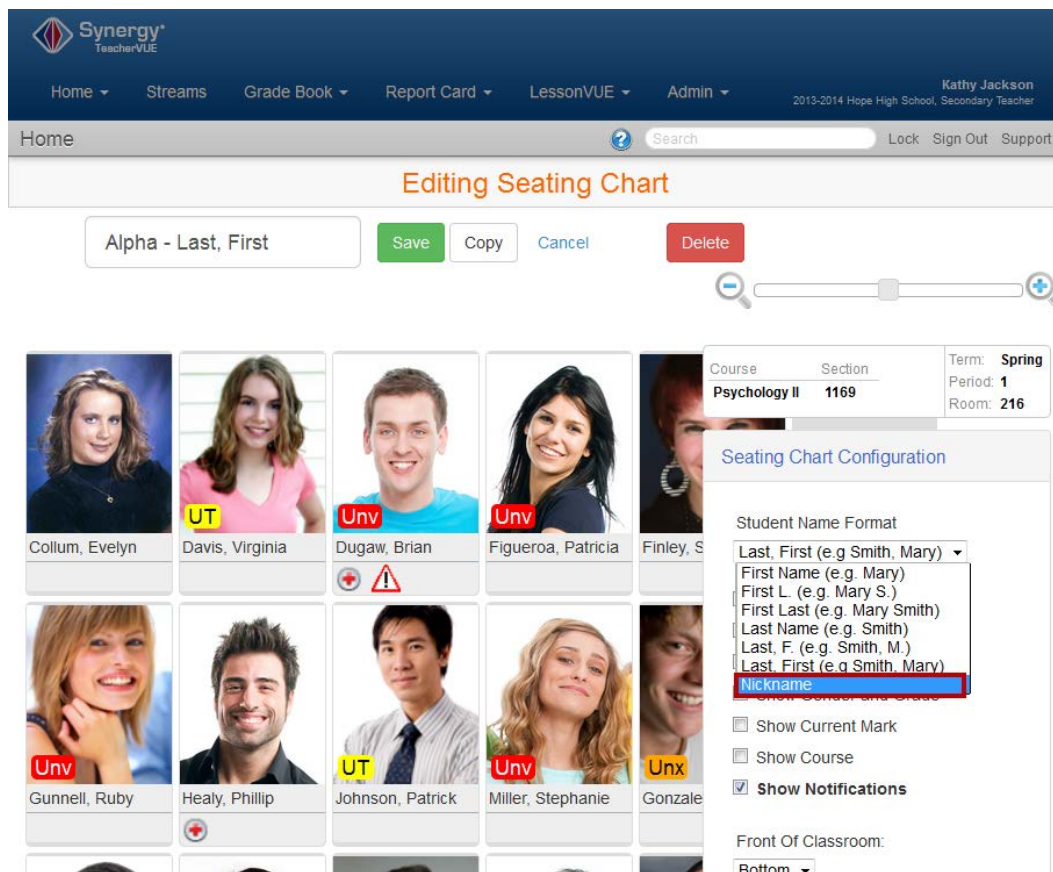 Synergy®
TeacherVUE
Home Streams Grade Book Report Card LessonVUE Admin
Kathy Jackson
2013-2014 Hope High School, Secondary Teacher
Home ? Search Lock Sign Out Support
Editing Seating Chart
Alpha - Last, First Save Copy Cancel Delete
Course Section
Psychology II 1169
Term: Spring
Period: 1
Room: 216
Seating Chart Configuration
Student Name Format
Last, First (e.g Smith, Mary)
First Name (e.g. Mary)
First L. (e.g. Mary S.)
First Last (e.g. Mary Smith)
Last Name (e.g. Smith)
Last, F. (e.g. Smith, M.)
Last, First (e.g Smith, Mary)
Nickname
Show Gender and Grade
Show Current Mark
Show Course
Show Notifications
Front Of Classroom:
Bottom
UT Unv Unv
Collum, Evelyn Davis, Virginia Dugaw, Brian Figueroa, Patricia Finley, S
Unv UT Unv Unx
Gunnell, Ruby Healy, Phillip Johnson, Patrick Miller, Stephanie Gonzale